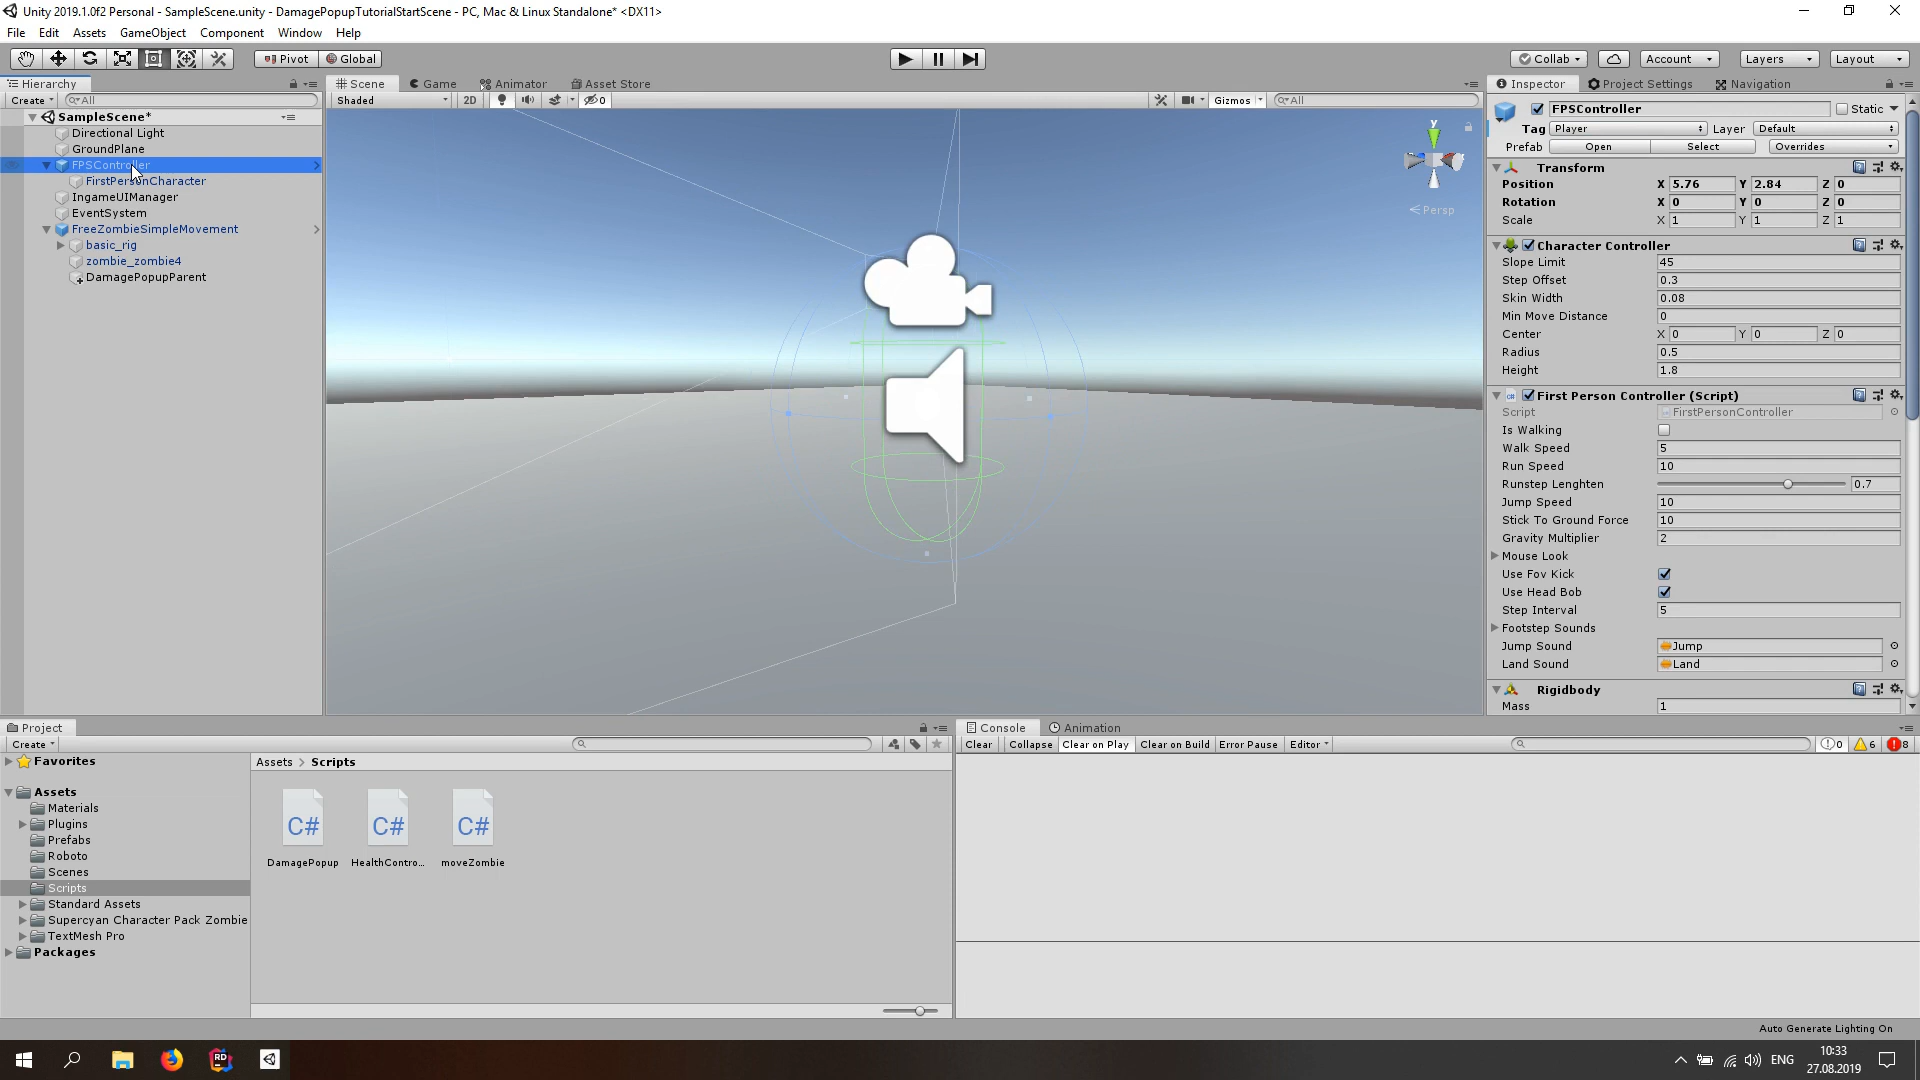 Unity 2019.1.0f2 Personal - SampleScene.unity - DamagePopupTutorialStartScene - PC, Mac & Linux Standalone* <DX11>
File Edit Assets GameObject Component Window Help
Pivot Global Collab Account Layers Layout
Hierarchy Scene Game Animator Asset Store Inspector Project Settings Navigation
Create All Shaded 2D 0 Gizmos All
SampleScene* FPSController Static
Directional Light
Tag Player Layer Default
GroundPlane Prefab Open Select Overrides
FPSController Transform
FirstPersonCharacter Position X 5.76 Y 2.84 Z 0
IngameUIManager Rotation X 0 Y 0 Z 0
EventSystem Persp Scale X 1 Y 1 Z 1
FreeZombieSimpleMovement
basic_rig Character Controller
zombie_zombie4 Slope Limit 45
DamagePopupParent Step Offset 0.3
Skin Width 0.08
Min Move Distance 0
Center X 0 Y 0 Z 0
Radius 0.5
Height 1.8
First Person Controller (Script)
Script FirstPersonController
Is Walking
Walk Speed 5
Run Speed 10
Runstep Lenghten 0.7
Jump Speed 10
Stick To Ground Force 10
Gravity Multiplier 2
Mouse Look
Use Fov Kick
Use Head Bob
Step Interval 5
Footstep Sounds
Jump Sound Jump
Land Sound Land
Rigidbody
Mass 1
Project Console Animation
Create Clear Collapse Clear on Play Clear on Build Error Pause Editor 0 6 8
Favorites Assets > Scripts
Assets
Materials
Plugins
Prefabs
Roboto
Scenes
Scripts
Standard Assets
Supercyan Character Pack Zombie
TextMesh Pro
Packages
C# C# C#
DamagePopup HealthContro... moveZombie
Auto Generate Lighting On
RD ENG 10:33
27.08.2019
y